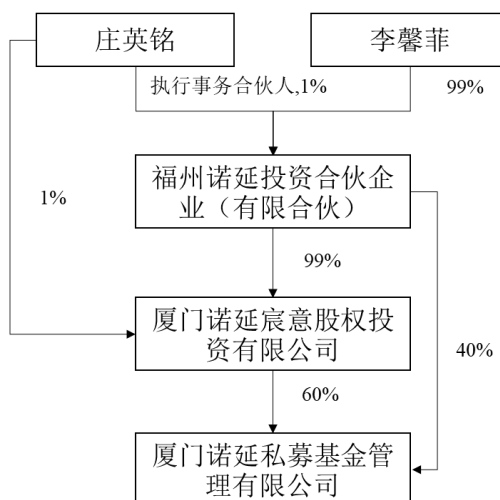 庄英铭
李馨菲
执行事务合伙人,1%
99%
福州诺延投资合伙企
业（有限合伙）
1%
99%
厦门诺延宸意股权投
资有限公司
40%
60%
厦门诺延私募基金管
理有限公司